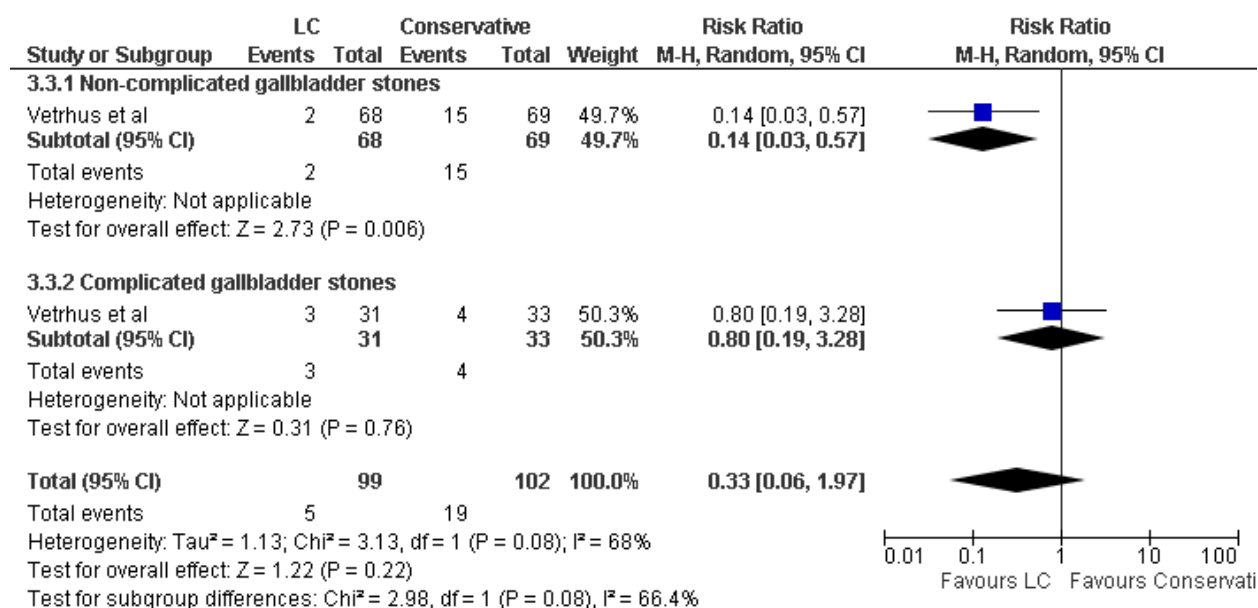 LC Conservative Risk Ratio Risk Ratio
Study or Subgroup Events Total Events Total Weight M-H, Random, 95% CI M-H, Random, 95% CI
3.3.1 Non-complicated gallbladder stones
Vetrhus et al 2 68 15 69 49.7% 0.14 [0.03, 0.57]
Subtotal (95% CI) 68 69 49.7% 0.14 [0.03, 0.57]
Total events 2 15
Heterogeneity: Not applicable
Test for overall effect: Z = 2.73 (P = 0.006)
3.3.2 Complicated gallbladder stones
Vetrhus et al 3 31 4 33 50.3% 0.80 [0.19, 3.28]
Subtotal (95% CI) 31 33 50.3% 0.80 [0.19, 3.28]
Total events 3 4
Heterogeneity: Not applicable
Test for overall effect: Z = 0.31 (P = 0.76)
Total (95% CI) 99 102 100.0% 0.33 [0.06, 1.97]
Total events 5 19
Heterogeneity: Tau² = 1.13; Chi² = 3.13, df = 1 (P = 0.08); I² = 68%
Test for overall effect: Z = 1.22 (P = 0.22)
Test for subgroup differences: Chi² = 2.98, df = 1 (P = 0.08), I² = 66.4%
0.01 0.1 1 10 100
Favours LC Favours Conservati